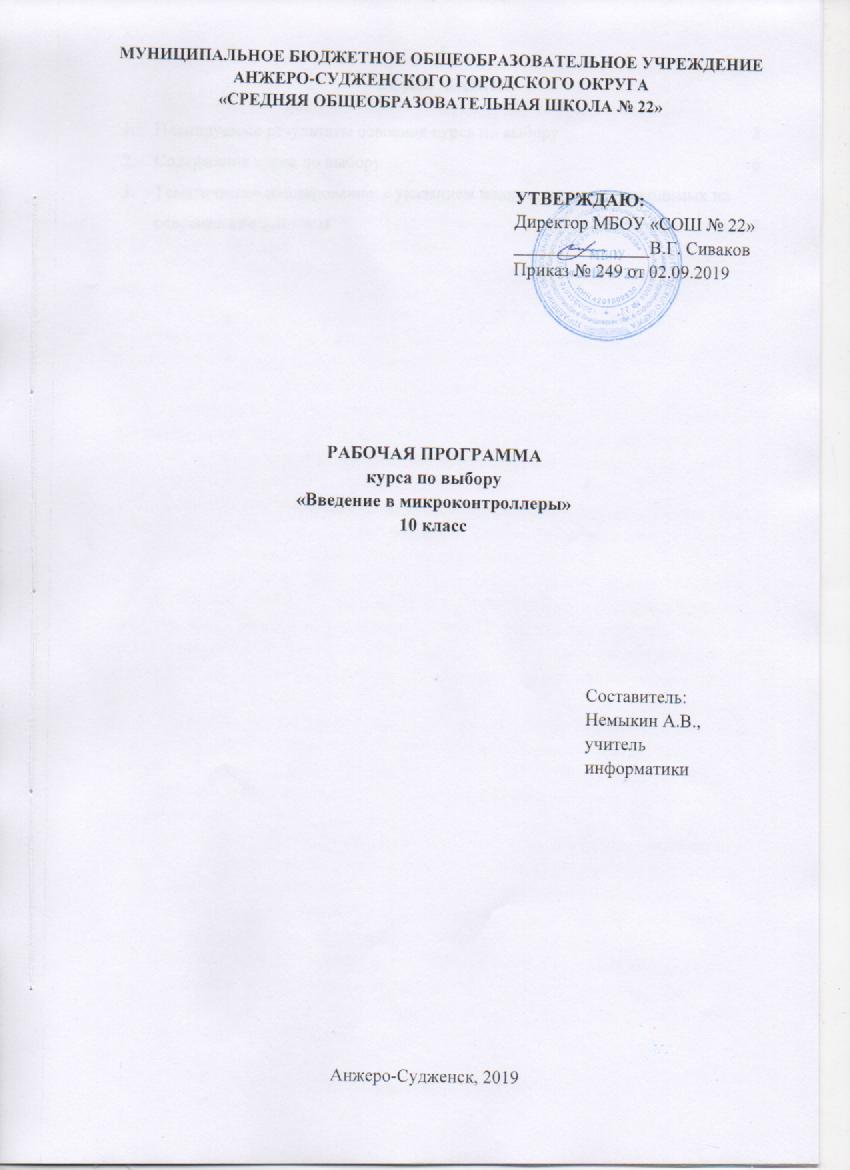 МУНИЦИПАЛЬНОЕ БЮДЖЕТНОЕ ОБЩЕОБРАЗОВАТЕЛЬНОЕ УЧРЕЖДЕНИЕ
АНЖЕРО-СУДЖЕНСКОГО ГОРОДСКОГО ОКРУГА
«СРЕДНЯЯ ОБЩЕОБРАЗОВАТЕЛЬНАЯ ШКОЛА № 22»
УТВЕРЖДАЮ:
Директор МБОУ «СОШ № 22»
В.Г. Сиваков
Приказ № 249 от 02.09.2019
МБОУ
РАБОЧАЯ ПРОГРАММА
курса по выбору
«Введение в микроконтроллеры»
10 класс
Составитель:
Немыкин А.В.,
учитель
информатики
Анжеро-Судженск, 2019